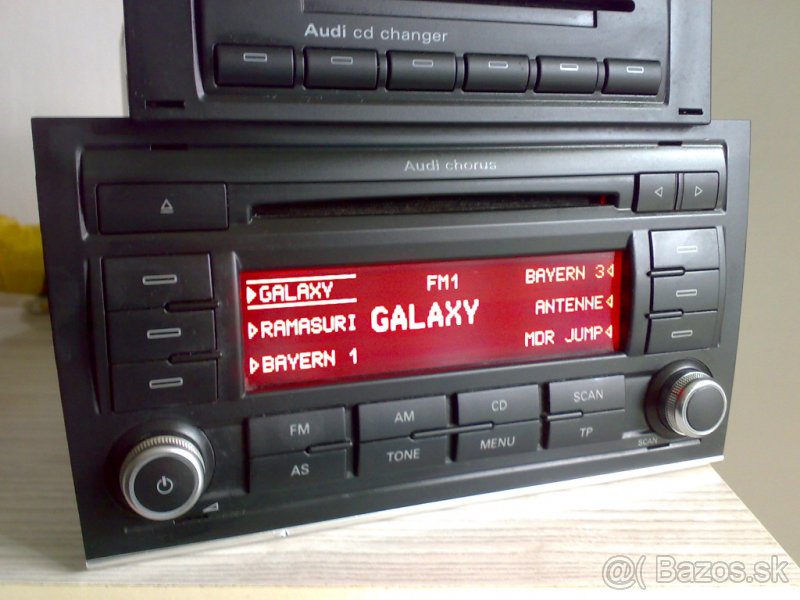 Audi cd changer
Audi chorus
GALAXY
FM1
BAYERN 3
RAMASURI
GALAXY
ANTENNE
BAYERN 1
MDR JUMP
FM
AM
CD
SCAN
AS
TONE
MENU
TP
SCAN
@( Bazos.sk